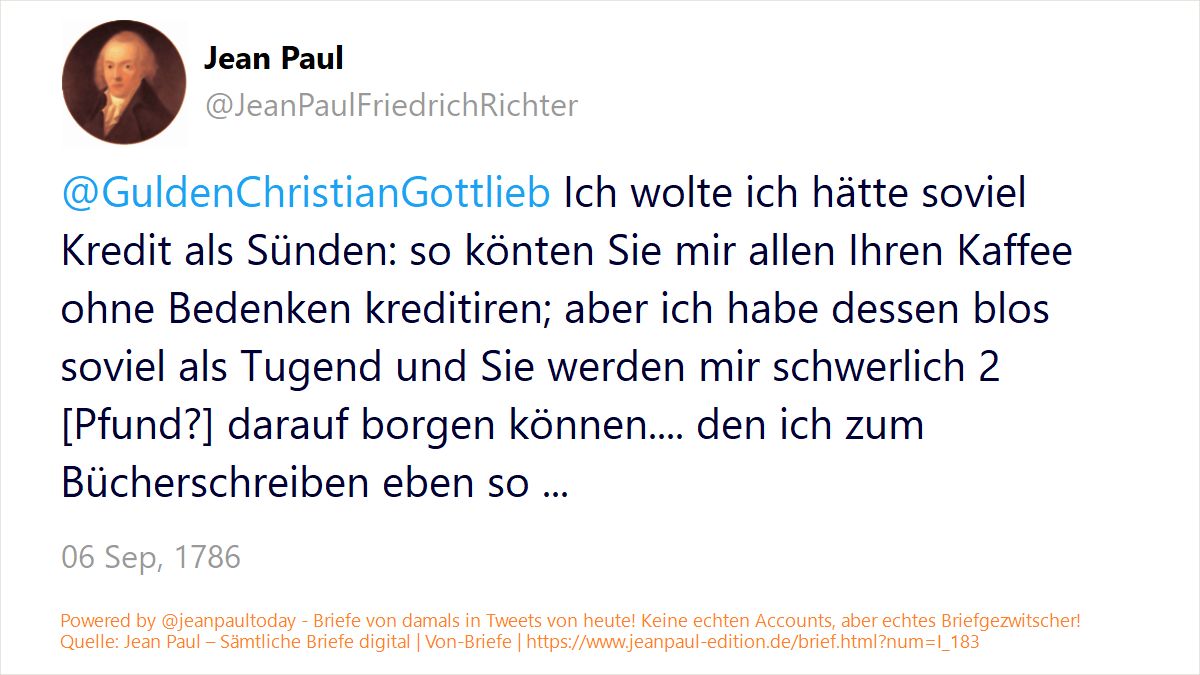 Jean Paul
@JeanPaulFriedrichRichter
@GuldenChristianGottlieb Ich wolte ich hätte soviel
Kredit als Sünden: so könten Sie mir allen Ihren Kaffee
ohne Bedenken kreditiren; aber ich habe dessen blos
soviel als Tugend und Sie werden mir schwerlich 2
[Pfund?] darauf borgen können.... den ich zum
Bücherschreiben eben so ...
06 Sep, 1786
Powered by @jeanpaultoday - Briefe von damals in Tweets von heute! Keine echten Accounts, aber echtes Briefgezwitscher!
Quelle: Jean Paul – Sämtliche Briefe digital | Von-Briefe | https://www.jeanpaul-edition.de/brief.html?num=I_183